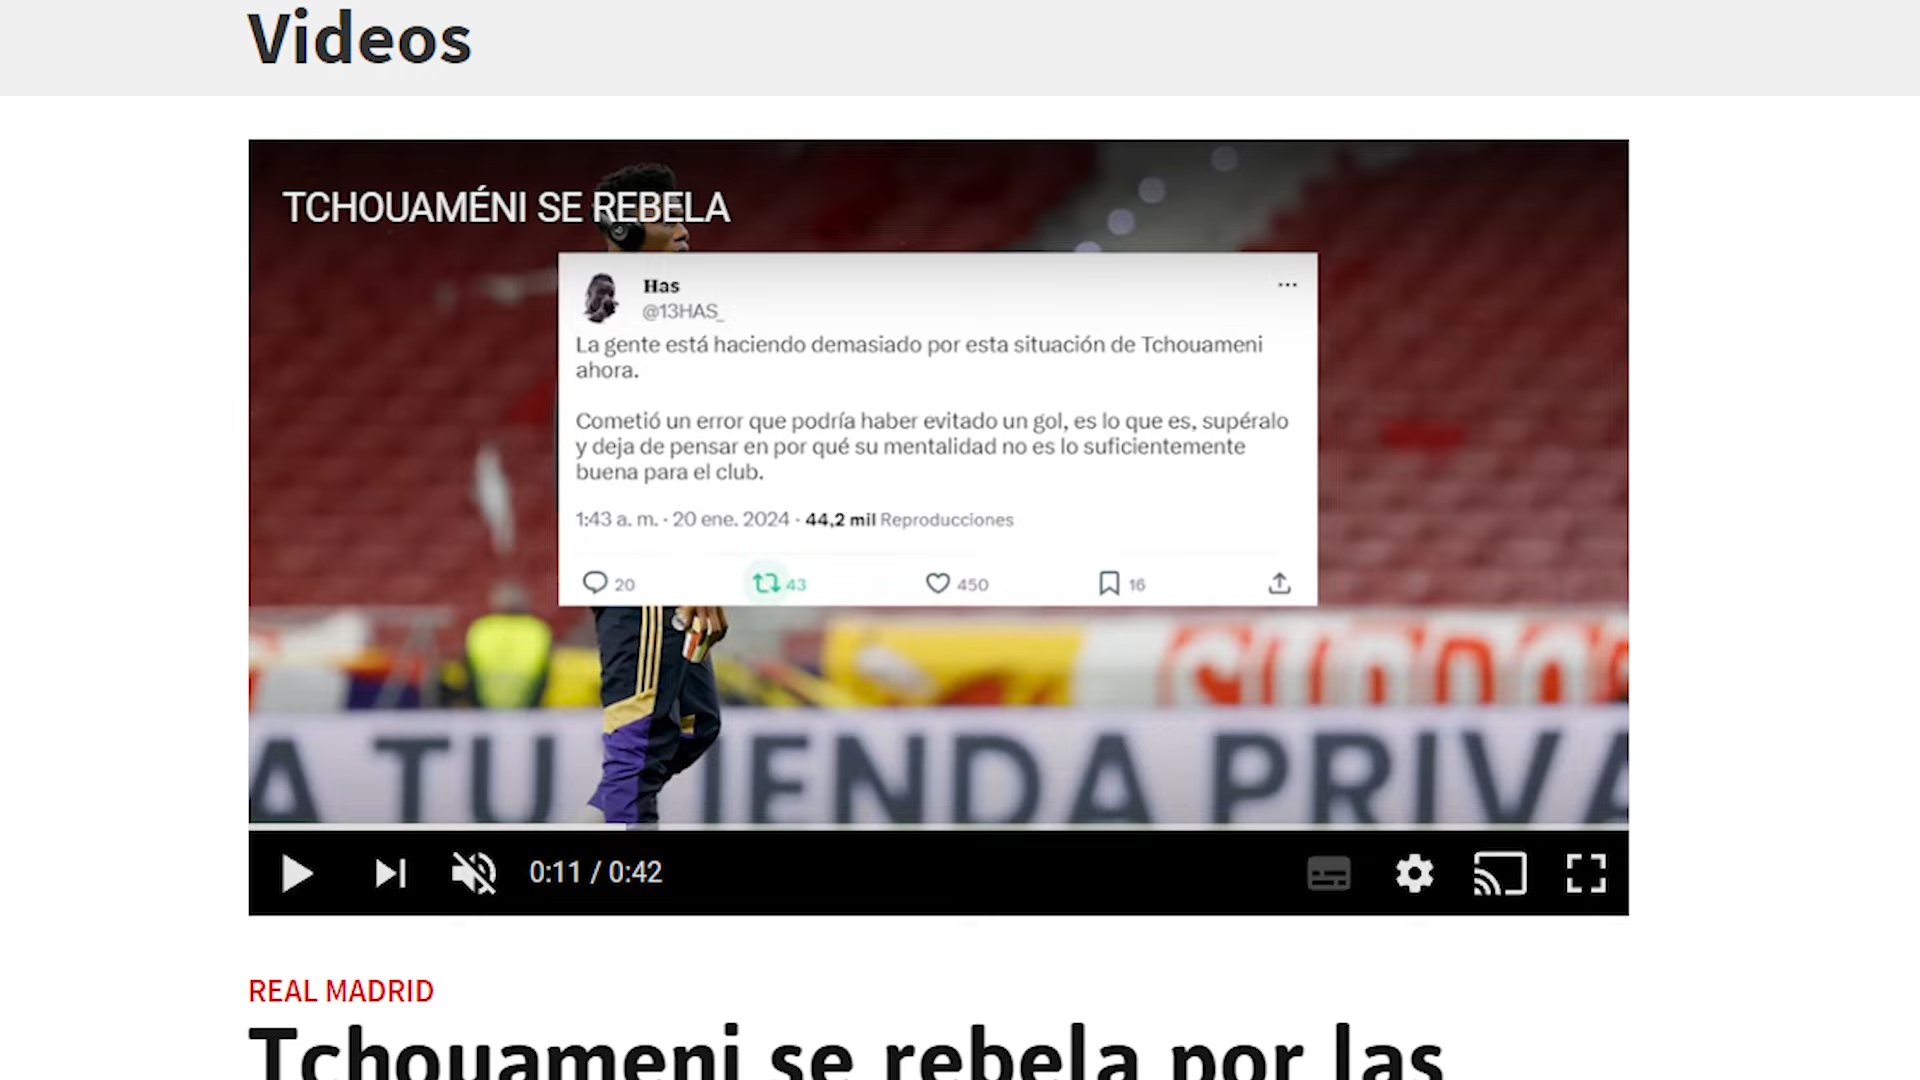 Videos
TCHOUAMÉNI SE REBELA
Has
@13HAS_
La gente está haciendo demasiado por esta situación de Tchouameni
ahora.
Cometió un error que podría haber evitado un gol, es lo que es, supéralo
y deja de pensar en por qué su mentalidad no es lo suficientemente
buena para el club.
1:43 a. m. · 20 ene. 2024 · 44,2 mil Reproducciones
20 43 450 16
A TU TIENDA PRIVA
0:11 / 0:42
REAL MADRID
Tchouameni se rebela por las